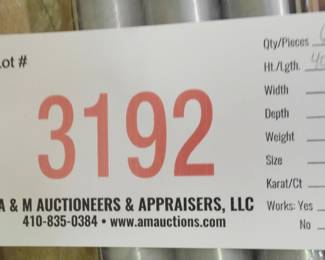 Lot #
3192
A & M AUCTIONEERS & APPRAISERS, LLC
410-835-0384 • www.amauctions.com
Qty/Pieces
Ht./Lgth.
Width
Depth
Weight
Size
Karat/Ct
Works: Yes
No